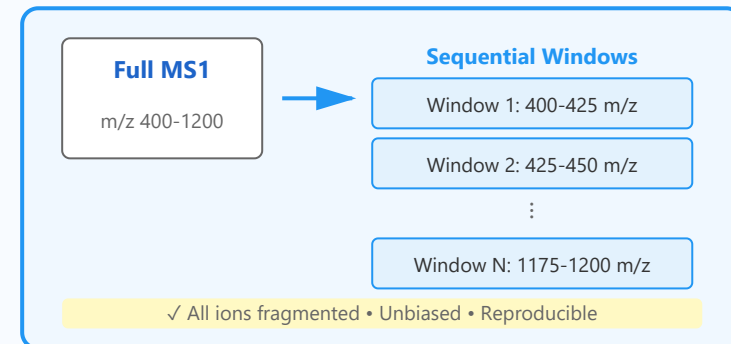 Full MS1
m/z 400-1200
Sequential Windows
Window 1: 400-425 m/z
Window 2: 425-450 m/z
⋮
Window N: 1175-1200 m/z
✓ All ions fragmented • Unbiased • Reproducible